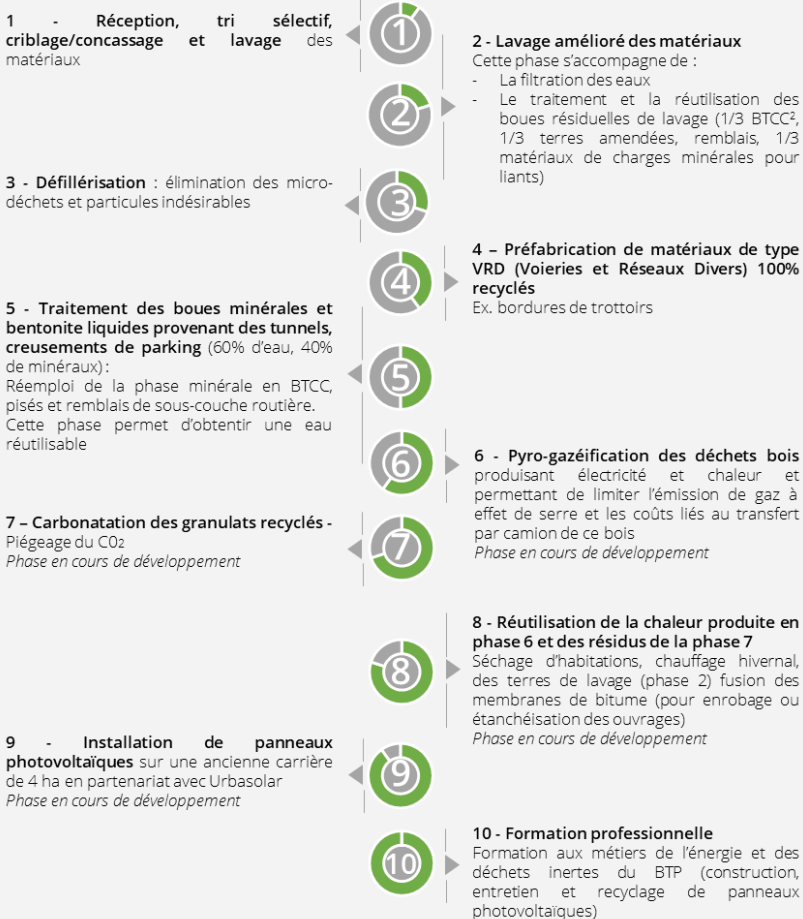 1 - Réception, tri sélectif,
criblage/concassage et lavage des
matériaux
1
2 - Lavage amélioré des matériaux
Cette phase s'accompagne de :
- La filtration des eaux
- Le traitement et la réutilisation des
boues résiduelles de lavage (1/3 BTCC²,
1/3 terres amendées, remblais, 1/3
matériaux de charges minérales pour
liants)
2
3 - Défillérisation : élimination des micro-
déchets et particules indésirables
3
4 – Préfabrication de matériaux de type
VRD (Voieries et Réseaux Divers) 100%
recyclés
Ex. bordures de trottoirs
4
5 - Traitement des boues minérales et
bentonite liquides provenant des tunnels,
creusements de parking (60% d'eau, 40%
de minéraux) :
Réemploi de la phase minérale en BTCC,
pisés et remblais de sous-couche routière.
Cette phase permet d'obtentir une eau
réutilisable
5
6 - Pyro-gazéification des déchets bois
produisant électricité et chaleur et
permettant de limiter l'émission de gaz à
effet de serre et les coûts liés au transfert
par camion de ce bois
Phase en cours de développement
6
7 – Carbonatation des granulats recyclés -
Piégeage du C0₂
Phase en cours de développement
7
8 - Réutilisation de la chaleur produite en
phase 6 et des résidus de la phase 7
Séchage d'habitations, chauffage hivernal,
des terres de lavage (phase 2) fusion des
membranes de bitume (pour enrobage ou
étanchéisation des ouvrages)
Phase en cours de développement
8
9 - Installation de panneaux
photovoltaïques sur une ancienne carrière
de 4 ha en partenariat avec Urbasolar
Phase en cours de développement
9
10 - Formation professionnelle
Formation aux métiers de l'énergie et des
déchets inertes du BTP (construction,
entretien et recyclage de panneaux
photovoltaïques)
10